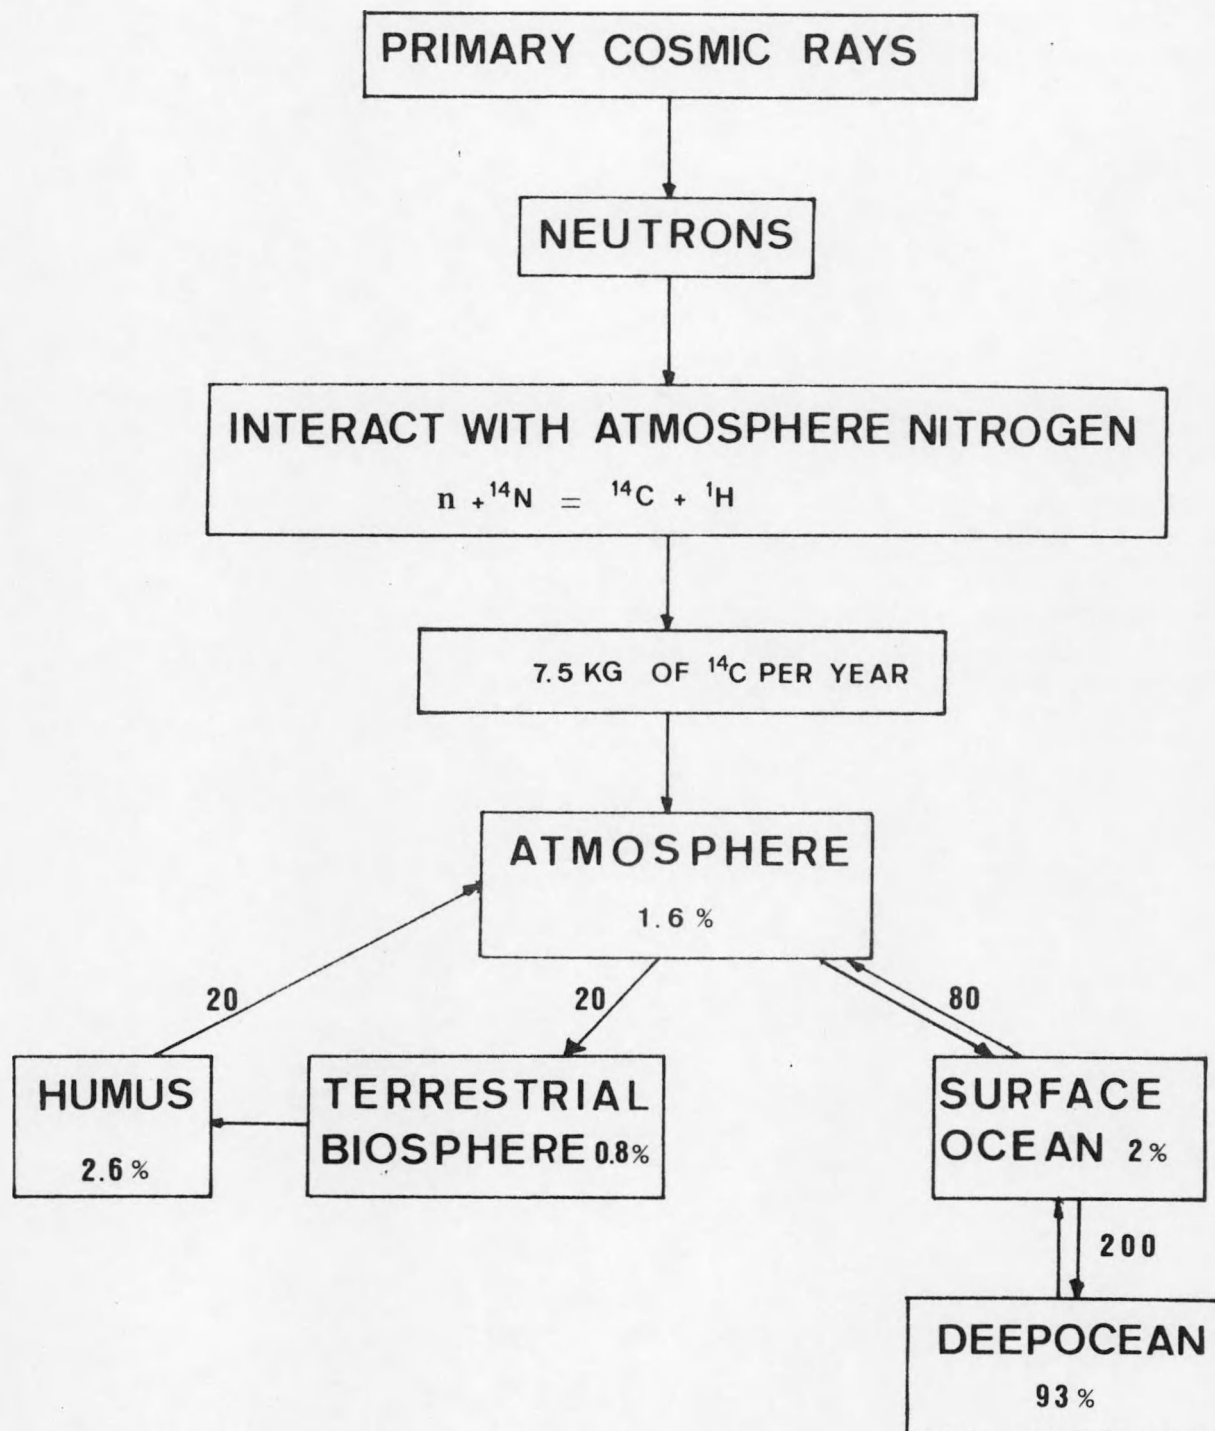 PRIMARY COSMIC RAYS
NEUTRONS
INTERACT WITH ATMOSPHERE NITROGEN
n + ¹⁴N = ¹⁴C + ¹H
7.5 KG OF ¹⁴C PER YEAR
ATMOSPHERE
1.6 %
20
20
80
HUMUS
2.6 %
TERRESTRIAL
BIOSPHERE 0.8%
SURFACE
OCEAN 2%
200
DEEPOCEAN
93 %